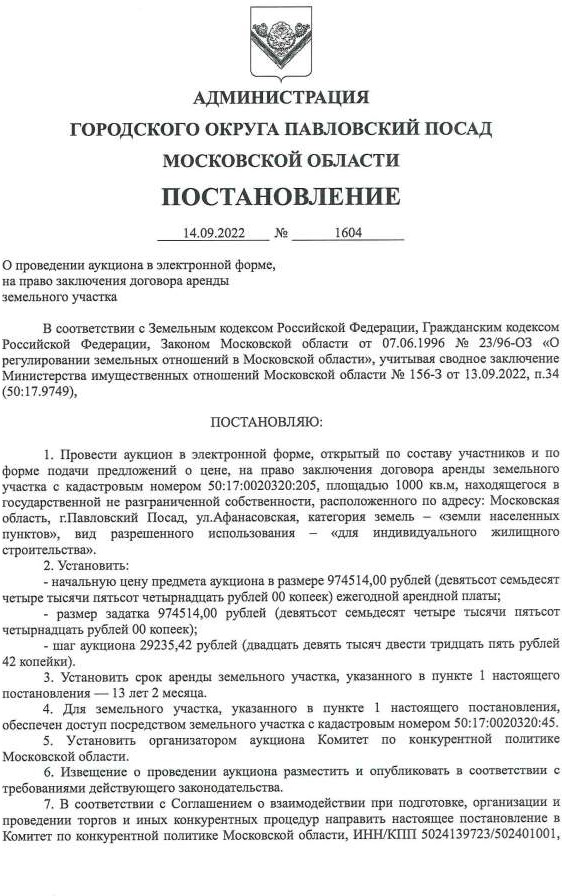 АДМИНИСТРАЦИЯ
ГОРОДСКОГО ОКРУГА ПАВЛОВСКИЙ ПОСАД
МОСКОВСКОЙ ОБЛАСТИ
ПОСТАНОВЛЕНИЕ
14.09.2022 № 1604
О проведении аукциона в электронной форме,
на право заключения договора аренды
земельного участка
В соответствии с Земельным кодексом Российской Федерации, Гражданским кодексом
Российской Федерации, Законом Московской области от 07.06.1996 № 23/96-ОЗ «О
регулировании земельных отношений в Московской области», учитывая сводное заключение
Министерства имущественных отношений Московской области № 156-З от 13.09.2022, п.34
(50:17.9749),
ПОСТАНОВЛЯЮ:
1. Провести аукцион в электронной форме, открытый по составу участников и по
форме подачи предложений о цене, на право заключения договора аренды земельного
участка с кадастровым номером 50:17:0020320:205, площадью 1000 кв.м, находящегося в
государственной не разграниченной собственности, расположенного по адресу: Московская
область, г.Павловский Посад, ул.Афанасовская, категория земель – «земли населенных
пунктов», вид разрешенного использования – «для индивидуального жилищного
строительства».
2. Установить:
- начальную цену предмета аукциона в размере 974514,00 рублей (девятьсот семьдесят
четыре тысячи пятьсот четырнадцать рублей 00 копеек) ежегодной арендной платы;
- размер задатка 974514,00 рублей (девятьсот семьдесят четыре тысячи пятьсот
четырнадцать рублей 00 копеек);
- шаг аукциона 29235,42 рублей (двадцать девять тысяч двести тридцать пять рублей
42 копейки).
3. Установить срок аренды земельного участка, указанного в пункте 1 настоящего
постановления — 13 лет 2 месяца.
4. Для земельного участка, указанного в пункте 1 настоящего постановления,
обеспечен доступ посредством земельного участка с кадастровым номером 50:17:0020320:45.
5. Установить организатором аукциона Комитет по конкурентной политике
Московской области.
6. Извещение о проведении аукциона разместить и опубликовать в соответствии с
требованиями действующего законодательства.
7. В соответствии с Соглашением о взаимодействии при подготовке, организации и
проведении торгов и иных конкурентных процедур направить настоящее постановление в
Комитет по конкурентной политике Московской области, ИНН/КПП 5024139723/502401001,